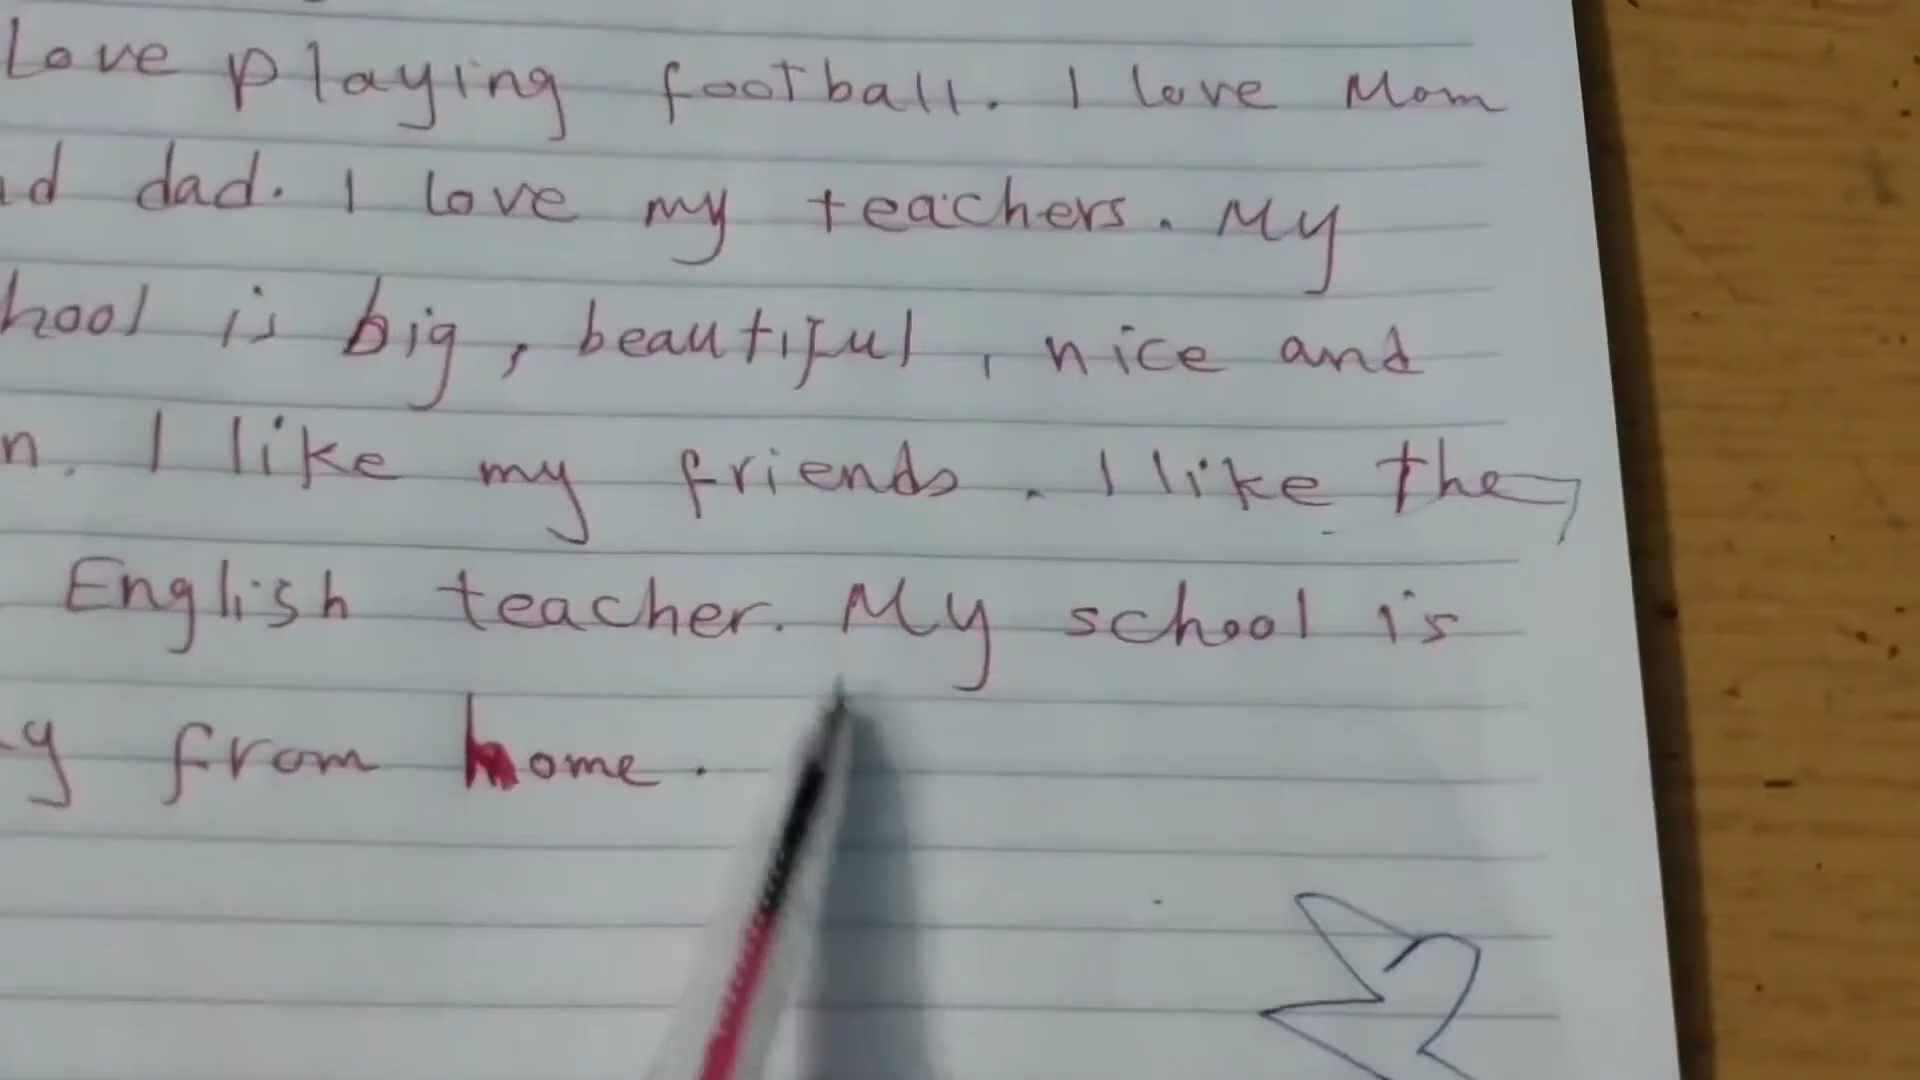 Love playing football. I love Mom
dad. I love my teachers. My
is big, beautiful, nice and
I like my friends. I like the
English teacher. My school is
from home.